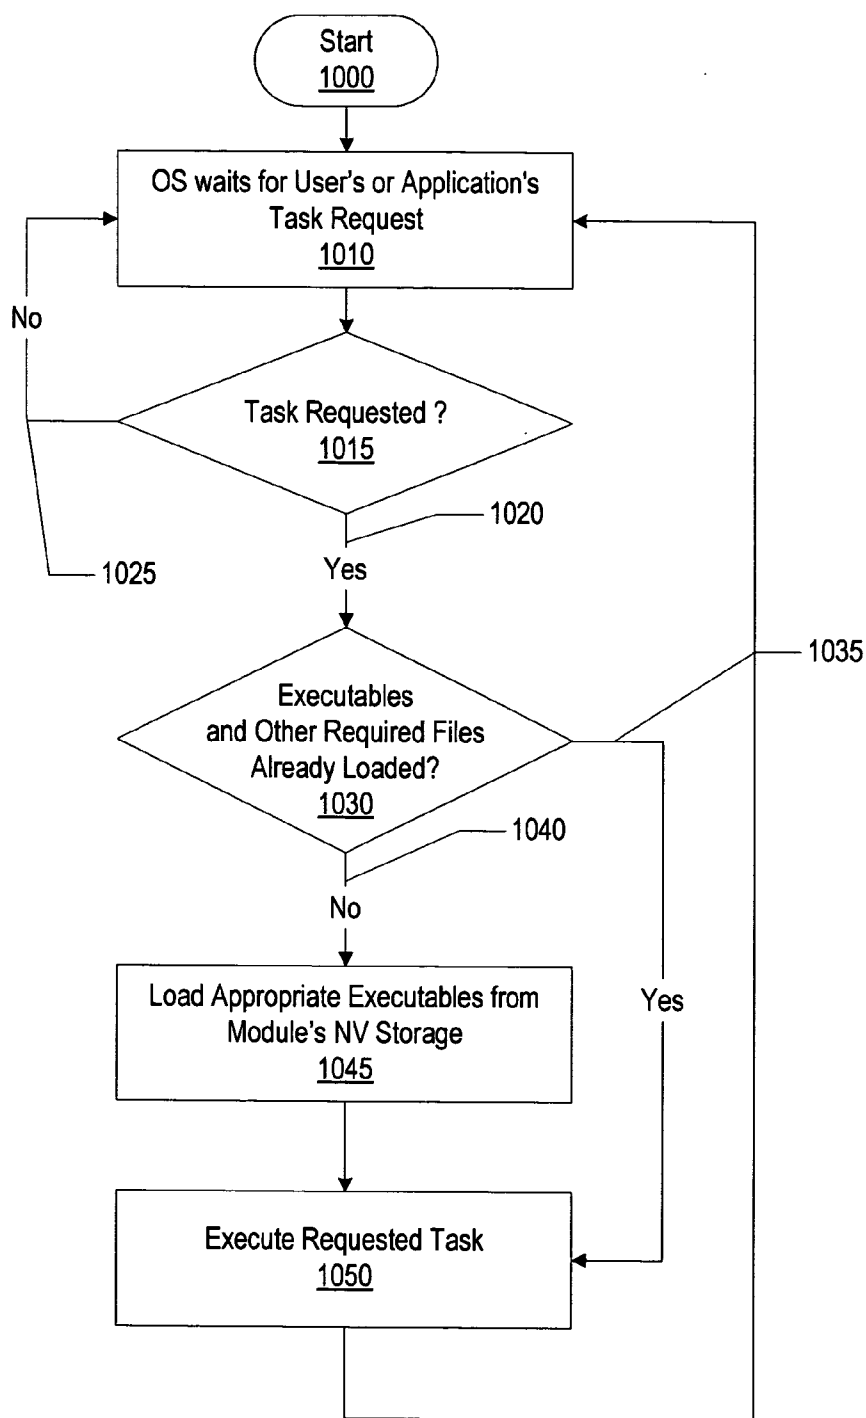 Start
1000
OS waits for User's or Application's
Task Request
1010
No
Task Requested ?
1015
1020
1025
Yes
1035
Executables
and Other Required Files
Already Loaded?
1030
1040
No
Load Appropriate Executables from
Module's NV Storage
1045
Yes
Execute Requested Task
1050